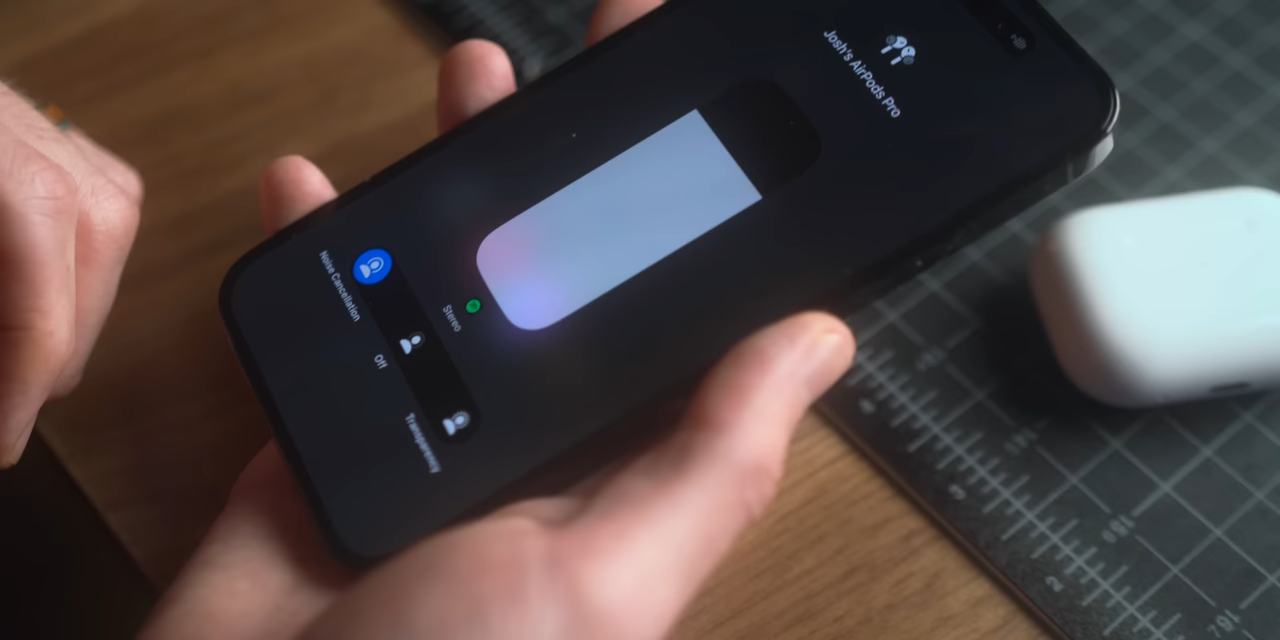 Josh's AirPods Pro
Stereo
Noise Cancellation
Off
Transparency